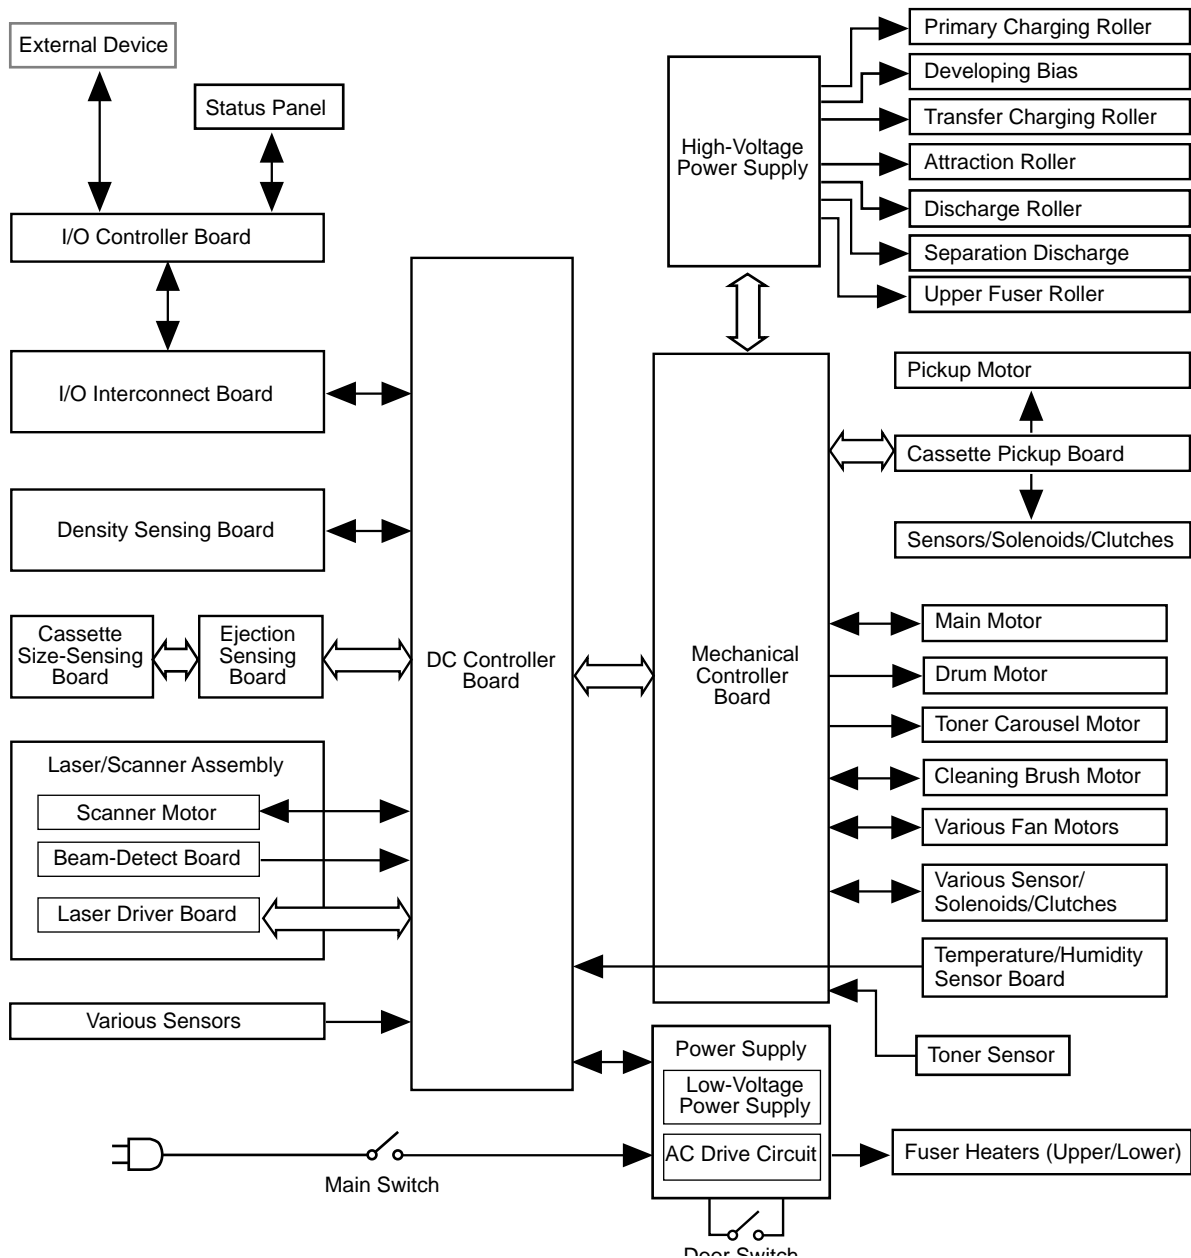 External Device
Status Panel
I/O Controller Board
I/O Interconnect Board
Density Sensing Board
Cassette
Size-Sensing
Board
Ejection
Sensing
Board
Laser/Scanner Assembly
Scanner Motor
Beam-Detect Board
Laser Driver Board
Various Sensors
DC Controller
Board
High-Voltage
Power Supply
Primary Charging Roller
Developing Bias
Transfer Charging Roller
Attraction Roller
Discharge Roller
Separation Discharge
Upper Fuser Roller
Mechanical
Controller
Board
Pickup Motor
Cassette Pickup Board
Sensors/Solenoids/Clutches
Main Motor
Drum Motor
Toner Carousel Motor
Cleaning Brush Motor
Various Fan Motors
Various Sensor/
Solenoids/Clutches
Temperature/Humidity
Sensor Board
Toner Sensor
Power Supply
Low-Voltage
Power Supply
AC Drive Circuit
Fuser Heaters (Upper/Lower)
Main Switch
Door Switch